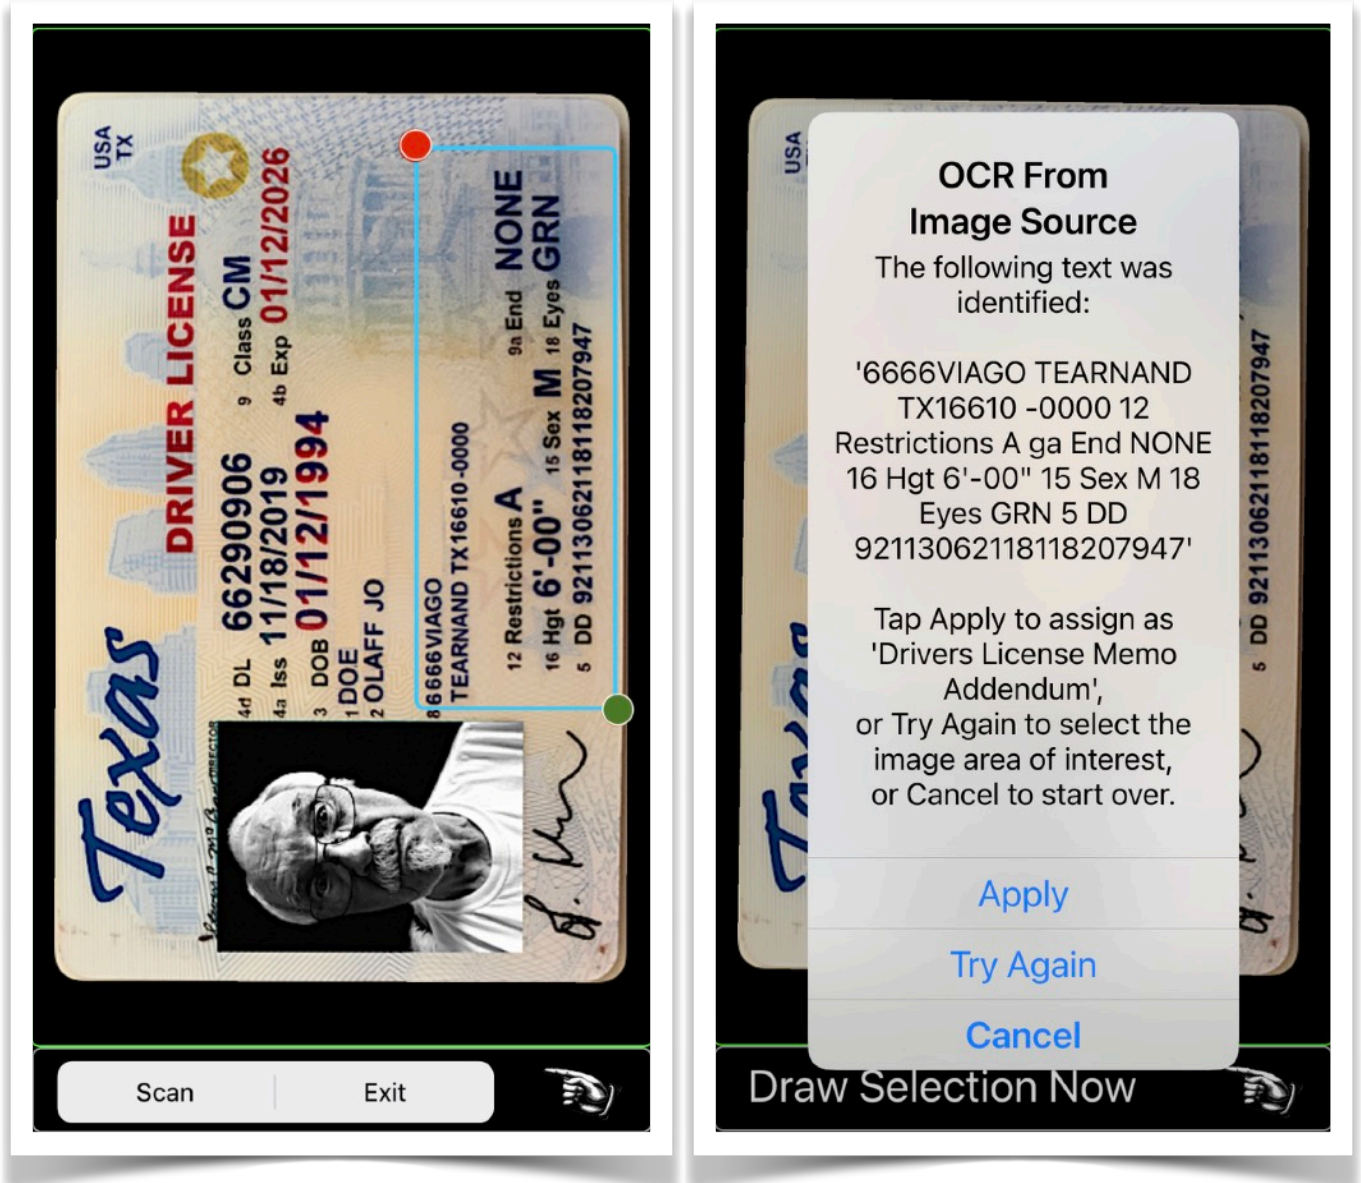 USA
TX
Texas
DRIVER LICENSE
4d DL 66290906 9 Class CM
4a Iss 11/18/2019 4b Exp 01/12/2026
3 DOB 01/12/1994
1 DOE
2 OLAFF JO
8 6666VIAGO
TEARNAND TX16610-0000
12 Restrictions A 9a End NONE
16 Hgt 6'-00" 15 Sex M 18 Eyes GRN
5 DD 92113062118118207947
DIRECTOR
Scan
Exit
USA
Texas
OCR From
Image Source
The following text was
identified:
'6666VIAGO TEARNAND
TX16610 -0000 12
Restrictions A ga End NONE
16 Hgt 6'-00" 15 Sex M 18
Eyes GRN 5 DD
92113062118118207947'
Tap Apply to assign as
'Drivers License Memo
Addendum',
or Try Again to select the
image area of interest,
or Cancel to start over.
Apply
Try Again
Cancel
5 DD 92113062118118207947
Draw Selection Now